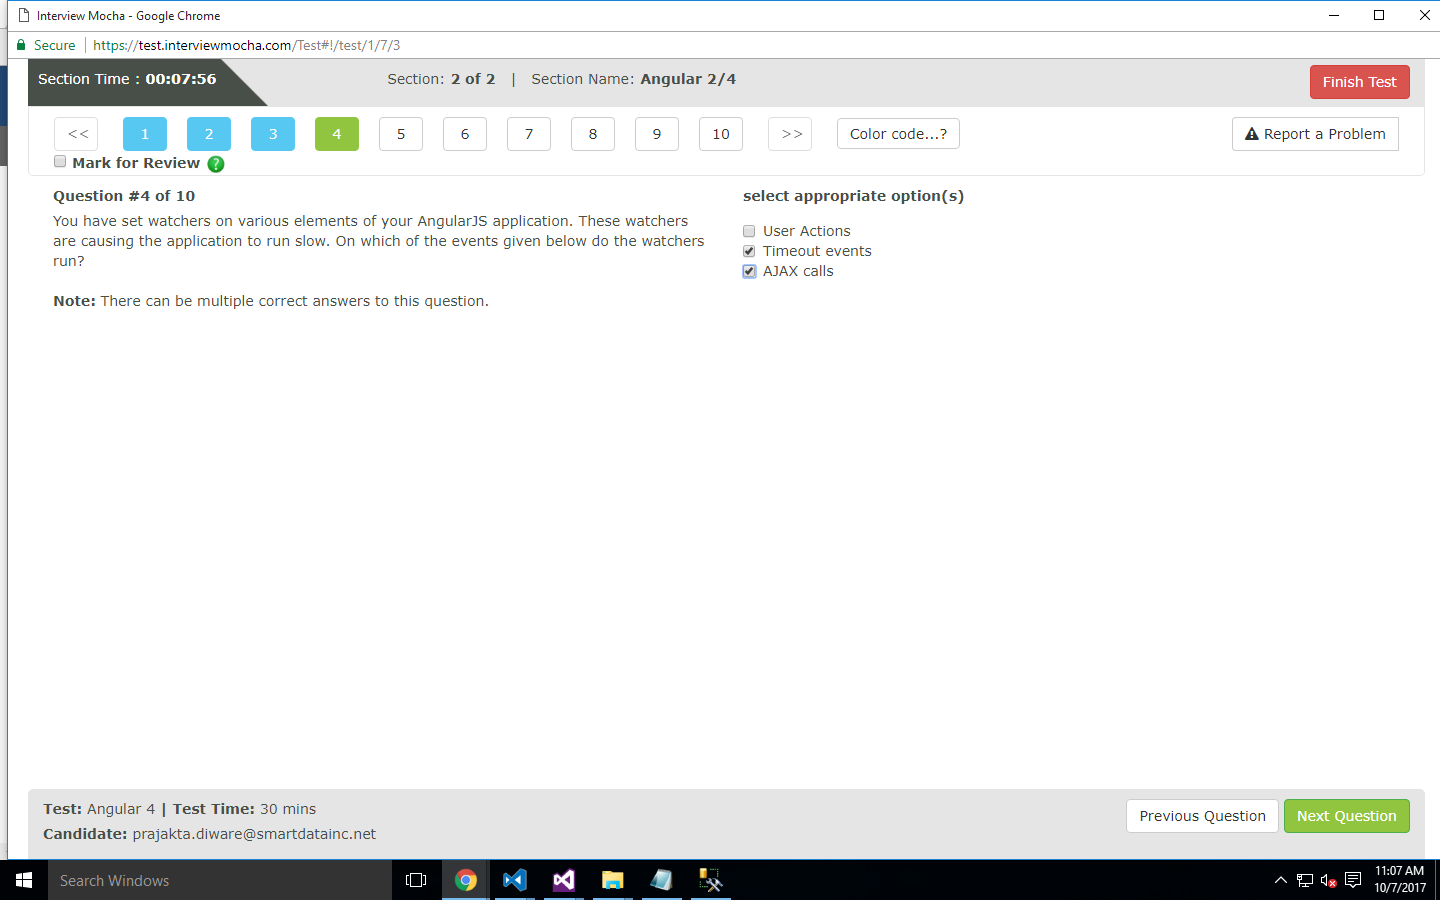 Interview Mocha - Google Chrome
Secure https://test.interviewmocha.com/Test#!/test/1/7/3
Section Time : 00:07:56 Section: 2 of 2 | Section Name: Angular 2/4 Finish Test
<< 1 2 3 4 5 6 7 8 9 10 >> Color code...? Report a Problem
Mark for Review ?
Question #4 of 10
You have set watchers on various elements of your AngularJS application. These watchers
are causing the application to run slow. On which of the events given below do the watchers
run?
Note: There can be multiple correct answers to this question.
select appropriate option(s)
User Actions
Timeout events
AJAX calls
Test: Angular 4 | Test Time: 30 mins
Candidate: prajakta.diware@smartdatainc.net
Previous Question Next Question
Search Windows
11:07 AM
10/7/2017